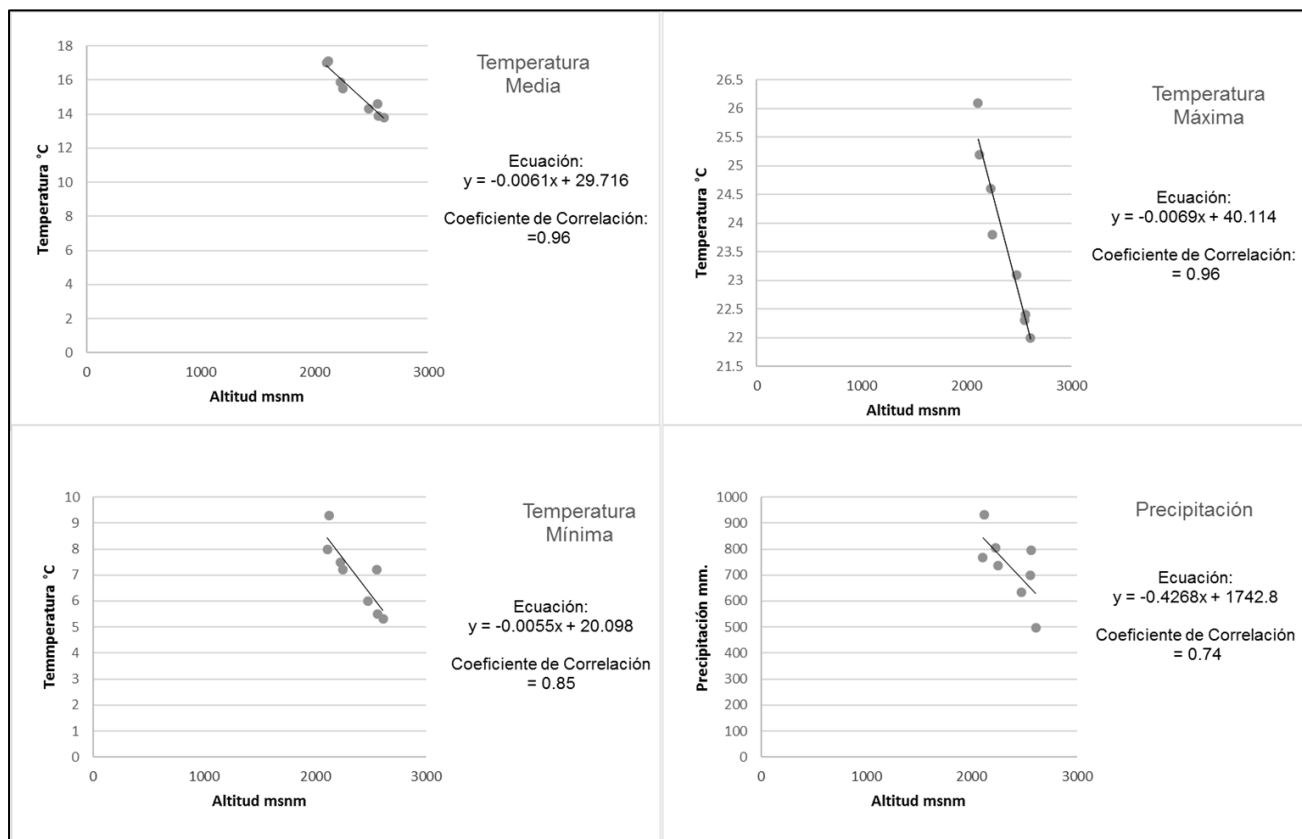 Temperatura
Media
18
16
14
12
10
8
6
4
2
0
Temperatura °C
0 1000 2000 3000
Altitud msnm
Ecuación:
y = -0.0061x + 29.716
Coeficiente de Correlación:
=0.96
Temperatura
Máxima
26.5
26
25.5
25
24.5
24
23.5
23
22.5
22
21.5
Temperatura °C
0 1000 2000 3000
Altitud msnm
Ecuación:
y = -0.0069x + 40.114
Coeficiente de Correlación:
= 0.96
Temperatura
Mínima
10
9
8
7
6
5
4
3
2
1
0
Temmperatura °C
0 1000 2000 3000
Altitud msnm
Ecuación:
y = -0.0055x + 20.098
Coeficiente de Correlación
= 0.85
Precipitación
1000
900
800
700
600
500
400
300
200
100
0
Precipitación mm.
0 1000 2000 3000
Altitud msnm
Ecuación:
y = -0.4268x + 1742.8
Coeficiente de Correlación
= 0.74